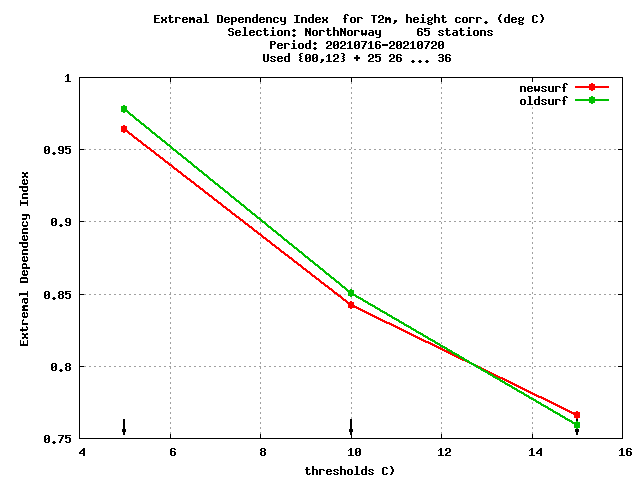 Extremal Dependency Index  for T2m, height corr. (deg C)
Selection: NorthNorway     65 stations
Period: 20210716-20210720
Used {00,12} + 25 26 ... 36
newsurf
oldsurf
Extremal Dependency Index
1
0.95
0.9
0.85
0.8
0.75
4 6 8 10 12 14 16
thresholds C)